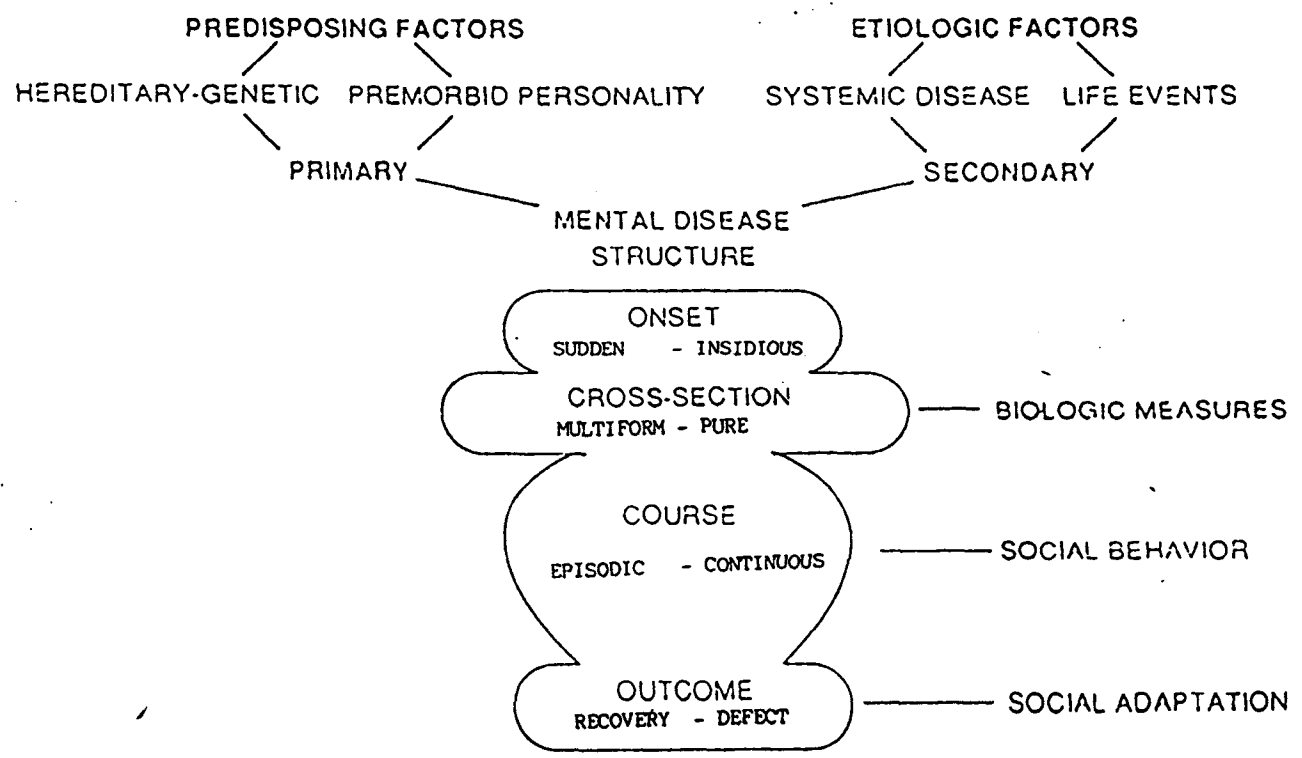 PREDISPOSING FACTORS
ETIOLOGIC FACTORS
HEREDITARY-GENETIC
PREMORBID PERSONALITY
SYSTEMIC DISEASE
LIFE EVENTS
PRIMARY
SECONDARY
MENTAL DISEASE
STRUCTURE
ONSET
SUDDEN - INSIDIOUS
CROSS-SECTION
MULTIFORM - PURE
BIOLOGIC MEASURES
COURSE
EPISODIC - CONTINUOUS
SOCIAL BEHAVIOR
OUTCOME
RECOVERY - DEFECT
SOCIAL ADAPTATION